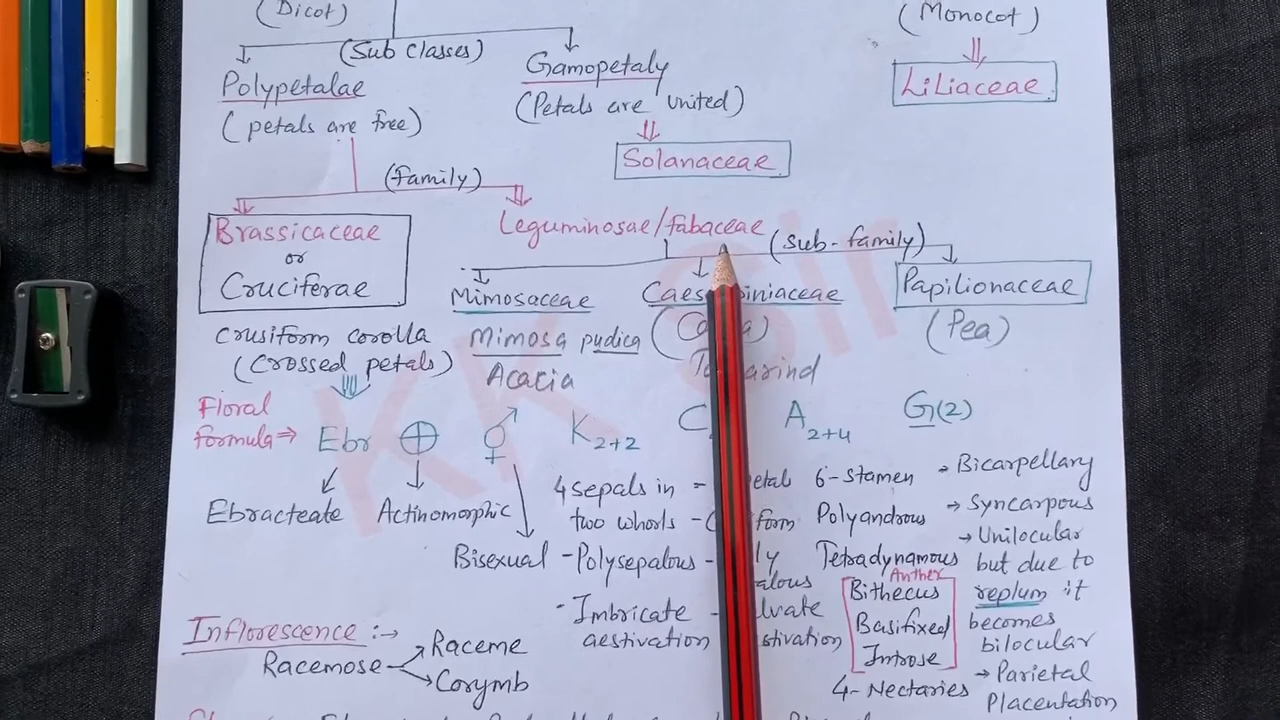 (Dicot)
(Monocot)
(Sub classes)
Polypetalae
Gamopetaly
LiLiaceae
(petals are free)
(Petals are united)
Solanaceae
(family)
Leguminosae/fabaceae
(Sub-family)
Brassicaceae
or
Cruciferae
Mimosaceae
Papilionaceae
crusiform corolla
(Crossed petals)
Mimosa pudica
(Pea)
Acacia
Floral
formula⇒
Ebr ⊕ ⚥ K2+2 A2+4 G(2)
Ebracteate
Actinomorphic
Bisexual
4 sepals in
two whorls
-Polysepalous
Imbricate
aestivation
6-stamen
Polyandrous
Tetradynamous
Anther
Bithecus
Basifixed
Introse
4-Nectaries
→ Bicarpellary
→ Syncarpous
→ Unilocular
but due to
replum it
becomes
bilocular
→ Parietal
Placentation
Inflorescence :→
Racemose
Raceme
Corymb
KK Sir